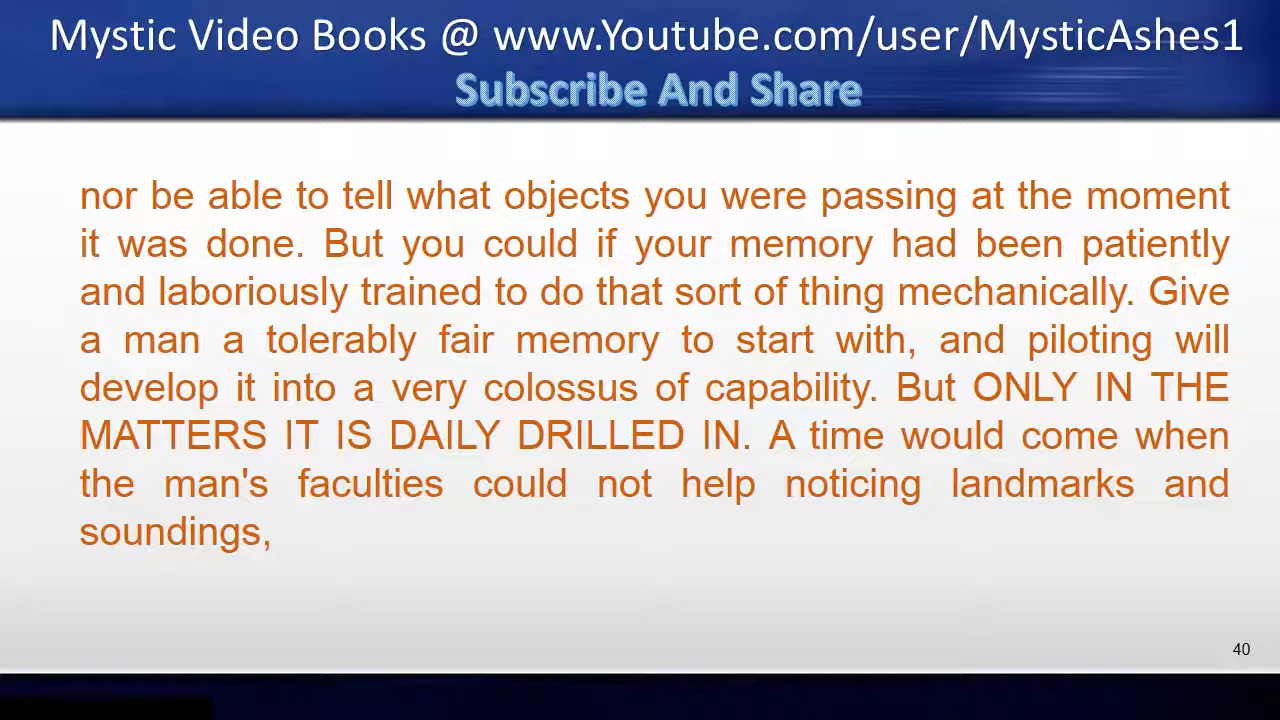 Mystic Video Books @ www.Youtube.com/user/MysticAshes1
Subscribe And Share
nor be able to tell what objects you were passing at the moment
it was done. But you could if your memory had been patiently
and laboriously trained to do that sort of thing mechanically. Give
a man a tolerably fair memory to start with, and piloting will
develop it into a very colossus of capability. But ONLY IN THE
MATTERS IT IS DAILY DRILLED IN. A time would come when
the man's faculties could not help noticing landmarks and
soundings,
40